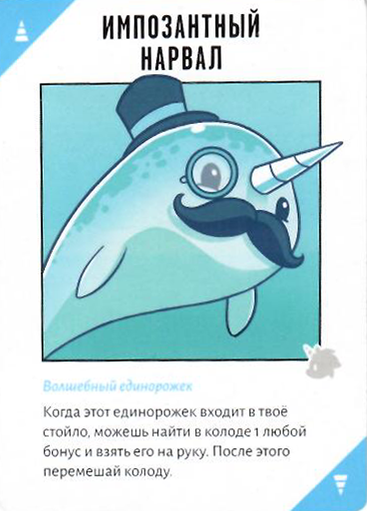 ИМПОЗАНТНЫЙ
НАРВАЛ
Волшебный единорожек
Когда этот единорожек входит в твоё
стойло, можешь найти в колоде 1 любой
бонус и взять его на руку. После этого
перемешай колоду.